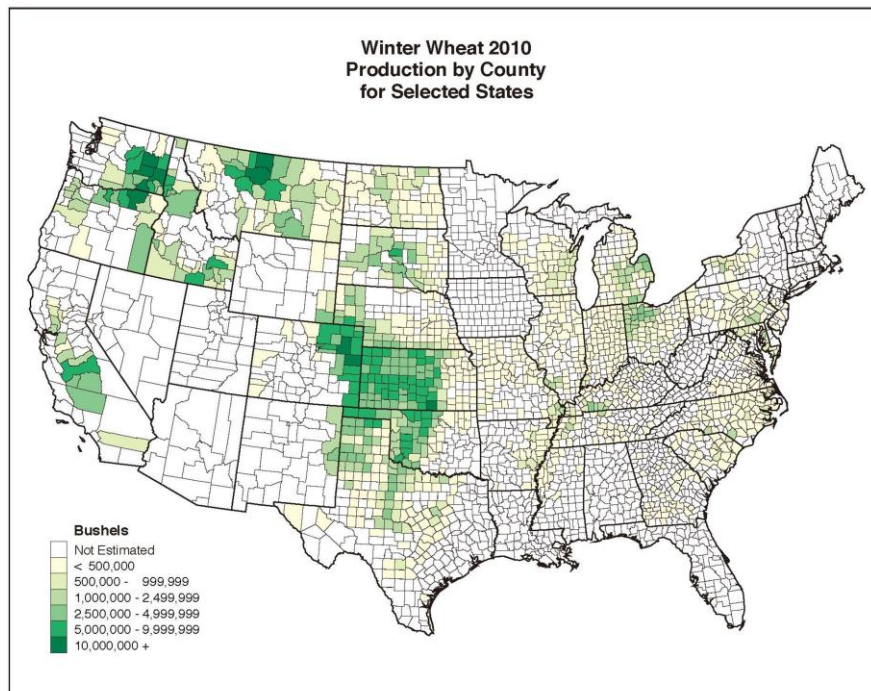 Winter Wheat 2010
Production by County
for Selected States
Bushels
Not Estimated
< 500,000
500,000 - 999,999
1,000,000 - 2,499,999
2,500,000 - 4,999,999
5,000,000 - 9,999,999
10,000,000 +